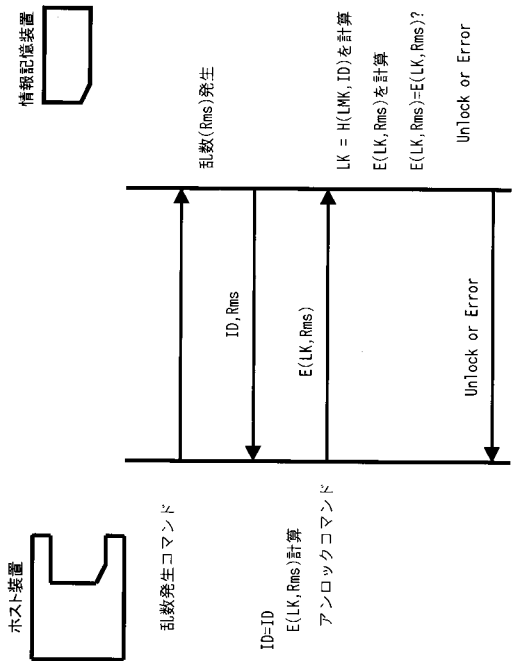 ホスト装置
情報記憶装置
乱数発生コマンド
乱数(Rms)発生
ID,Rms
ID=ID
E(LK,Rms)計算
アンロックコマンド
E(LK,Rms)
LK = H(LMK,ID)を計算
E(LK,Rms)を計算
E(LK,Rms)=E(LK,Rms)?
Unlock or Error
Unlock or Error